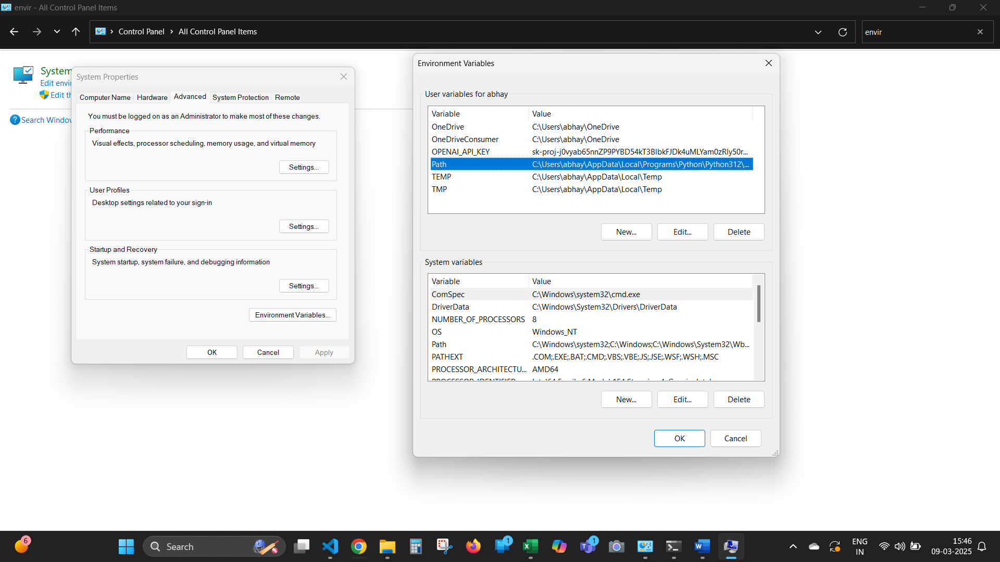 envir - All Control Panel Items
Control Panel > All Control Panel Items
envir
System
Edit envir
Edit th
Search Window
System Properties
Computer Name Hardware Advanced System Protection Remote
You must be logged on as an Administrator to make most of these changes.
Performance
Visual effects, processor scheduling, memory usage, and virtual memory
Settings...
User Profiles
Desktop settings related to your sign-in
Settings...
Startup and Recovery
System startup, system failure, and debugging information
Settings...
Environment Variables...
OK Cancel Apply
Environment Variables
User variables for abhay
Variable Value
OneDrive C:\Users\abhay\OneDrive
OneDriveConsumer C:\Users\abhay\OneDrive
OPENAI_API_KEY
Path C:\Users\abhay\AppData\Local\Programs\Python\Python312\...
TEMP C:\Users\abhay\AppData\Local\Temp
TMP C:\Users\abhay\AppData\Local\Temp
New... Edit... Delete
System variables
Variable Value
ComSpec C:\Windows\system32\cmd.exe
DriverData C:\Windows\System32\Drivers\DriverData
NUMBER_OF_PROCESSORS 8
OS Windows_NT
Path C:\Windows\system32;C:\Windows;C:\Windows\System32\Wb...
PATHEXT .COM;.EXE;.BAT;.CMD;.VBS;.VBE;.JS;.JSE;.WSF;.WSH;.MSC
PROCESSOR_ARCHITECTU... AMD64
New... Edit... Delete
OK Cancel
6
Search
1
1
ENG
IN
15:46
09-03-2025